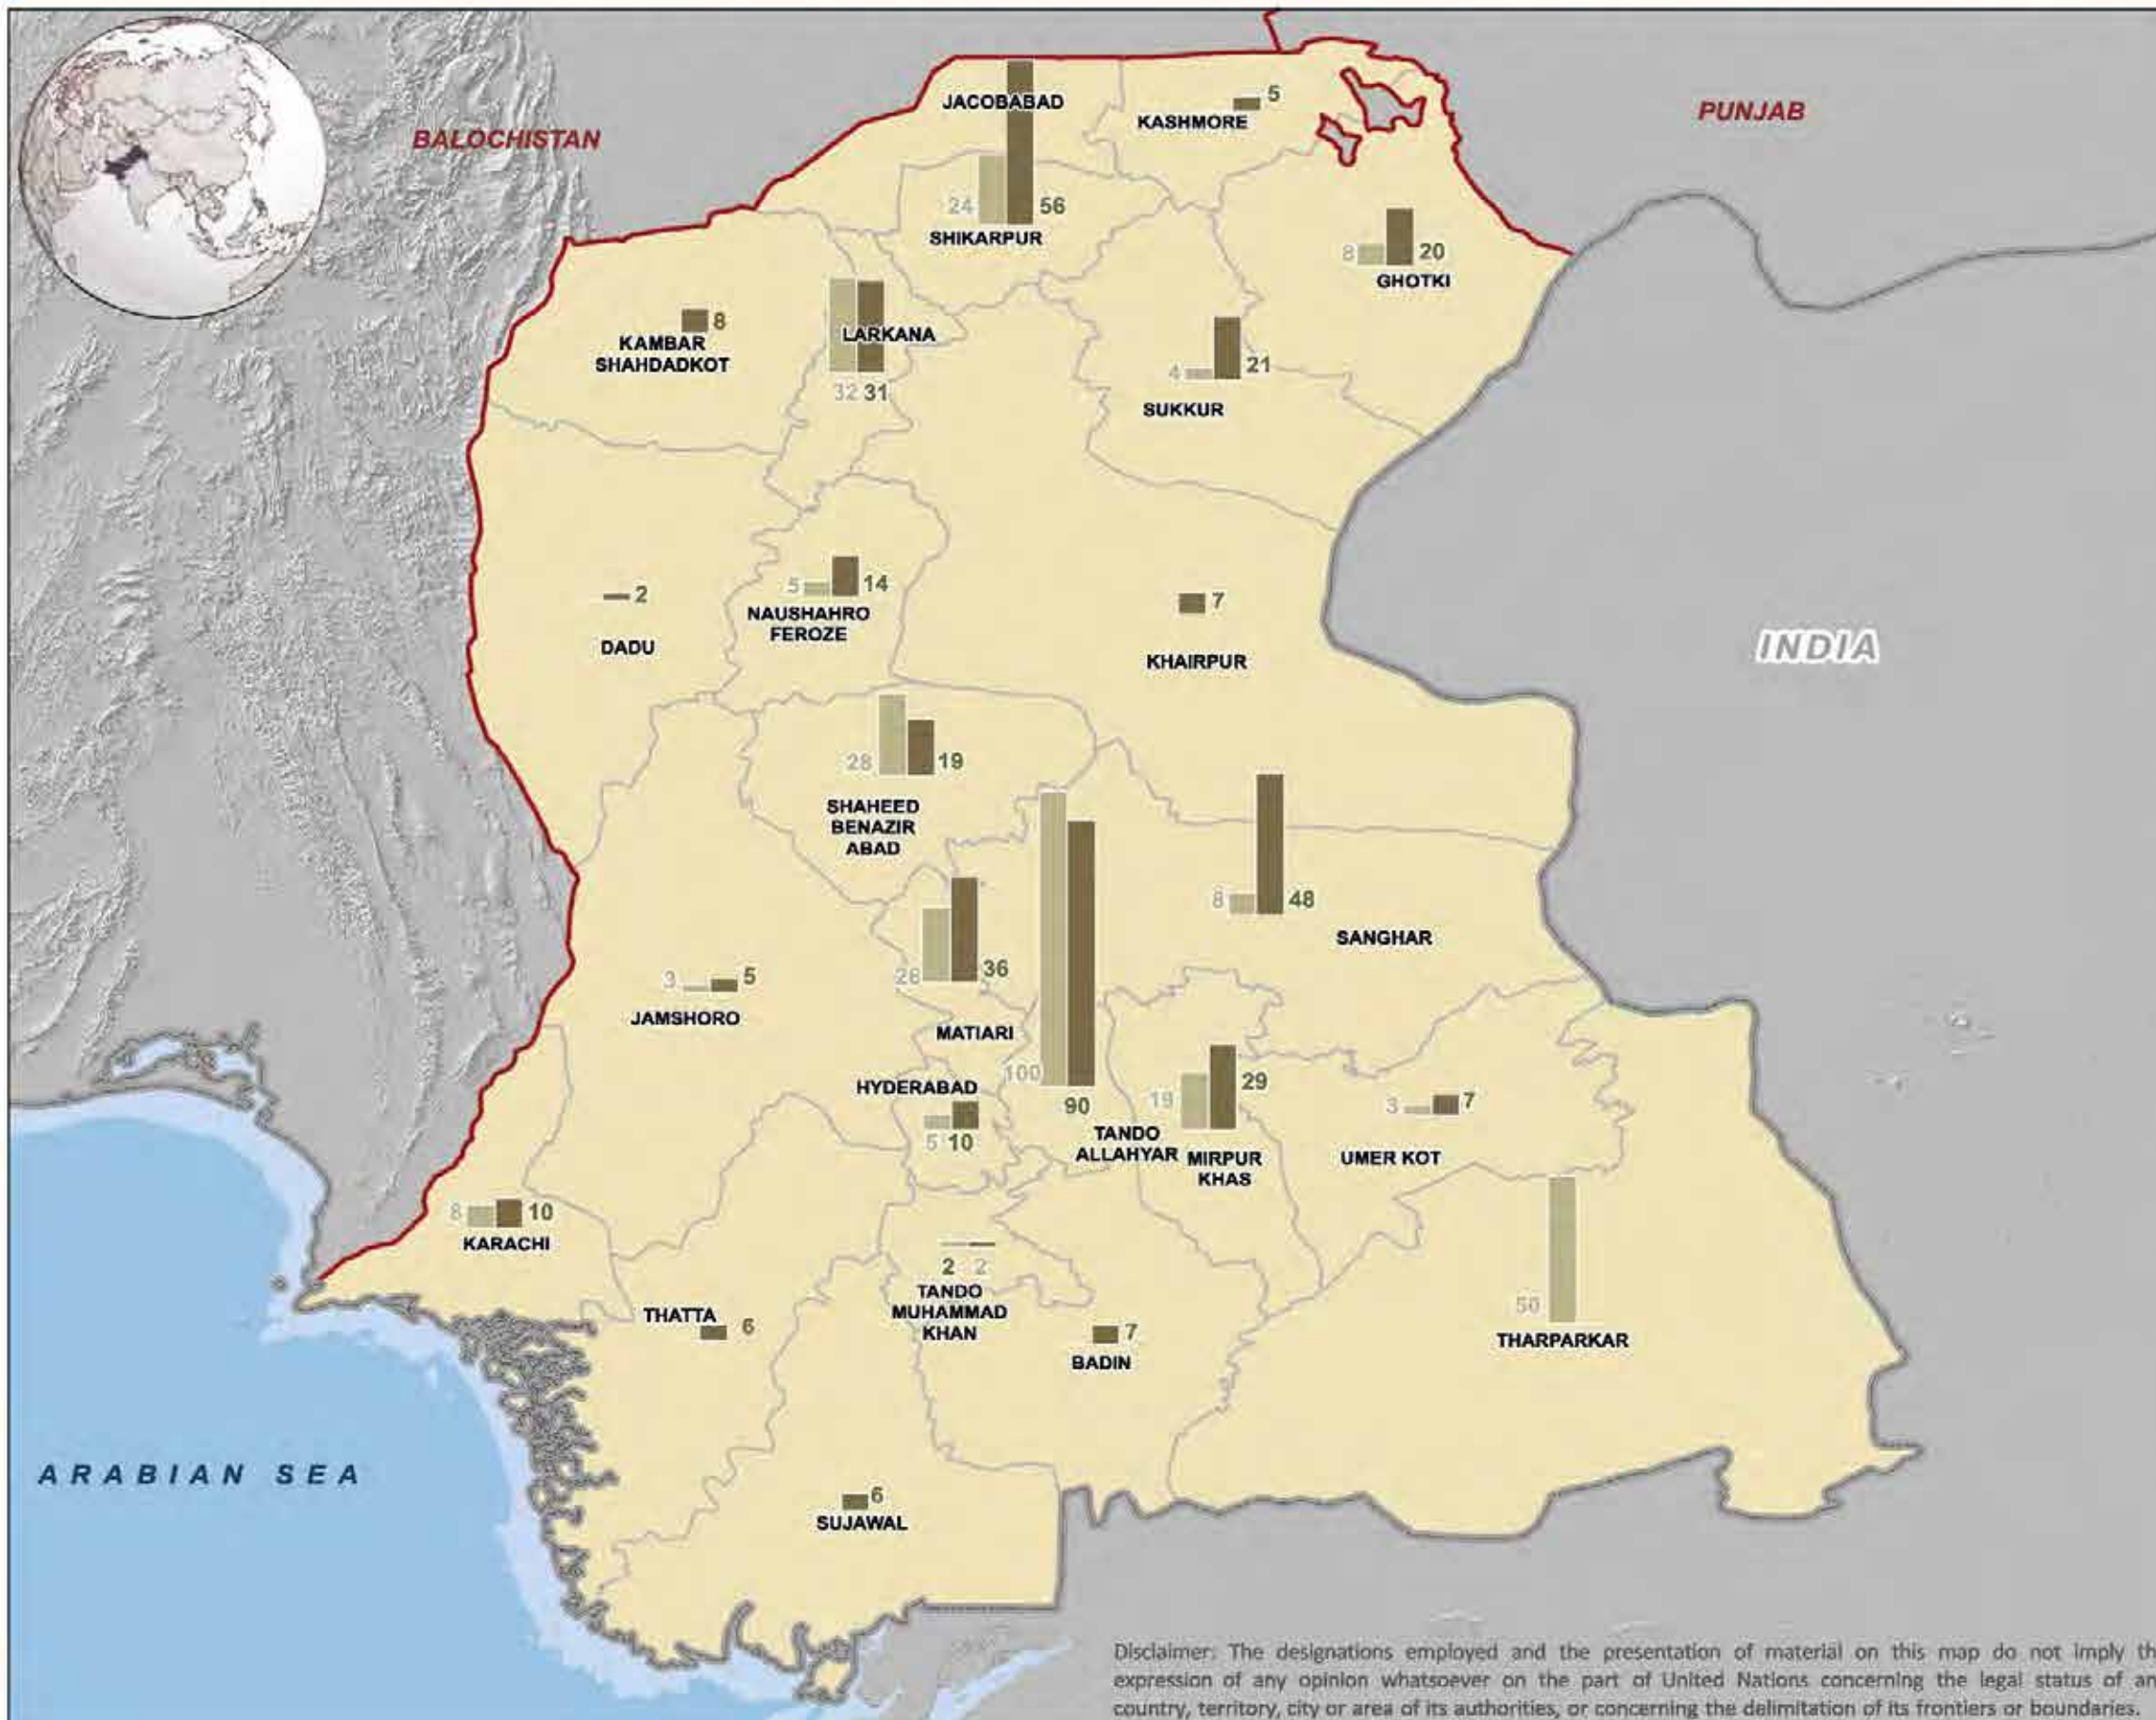 JACOBABAD
KASHMORE
5
PUNJAB
BALOCHISTAN
24
56
SHIKARPUR
8
20
GHOTKI
8
KAMBAR
SHAHDADKOT
LARKANA
32 31
4
21
SUKKUR
2
DADU
5
14
NAUSHAHRO
FEROZE
7
KHAIRPUR
INDIA
28
19
SHAHEED
BENAZIR
ABAD
8
48
SANGHAR
36
MATIARI
3
5
JAMSHORO
100
90
TANDO
ALLAHYAR
HYDERABAD
5 10
19
29
MIRPUR
KHAS
3
7
UMER KOT
8
10
KARACHI
50
THARPARKAR
2 2
TANDO
MUHAMMAD
KHAN
THATTA
6
7
BADIN
ARABIAN SEA
6
SUJAWAL
Disclaimer: The designations employed and the presentation of material on this map do not imply th
expression of any opinion whatsoever on the part of United Nations concerning the legal status of an
country, territory, city or area of its authorities, or concerning the delimitation of its frontiers or boundaries.